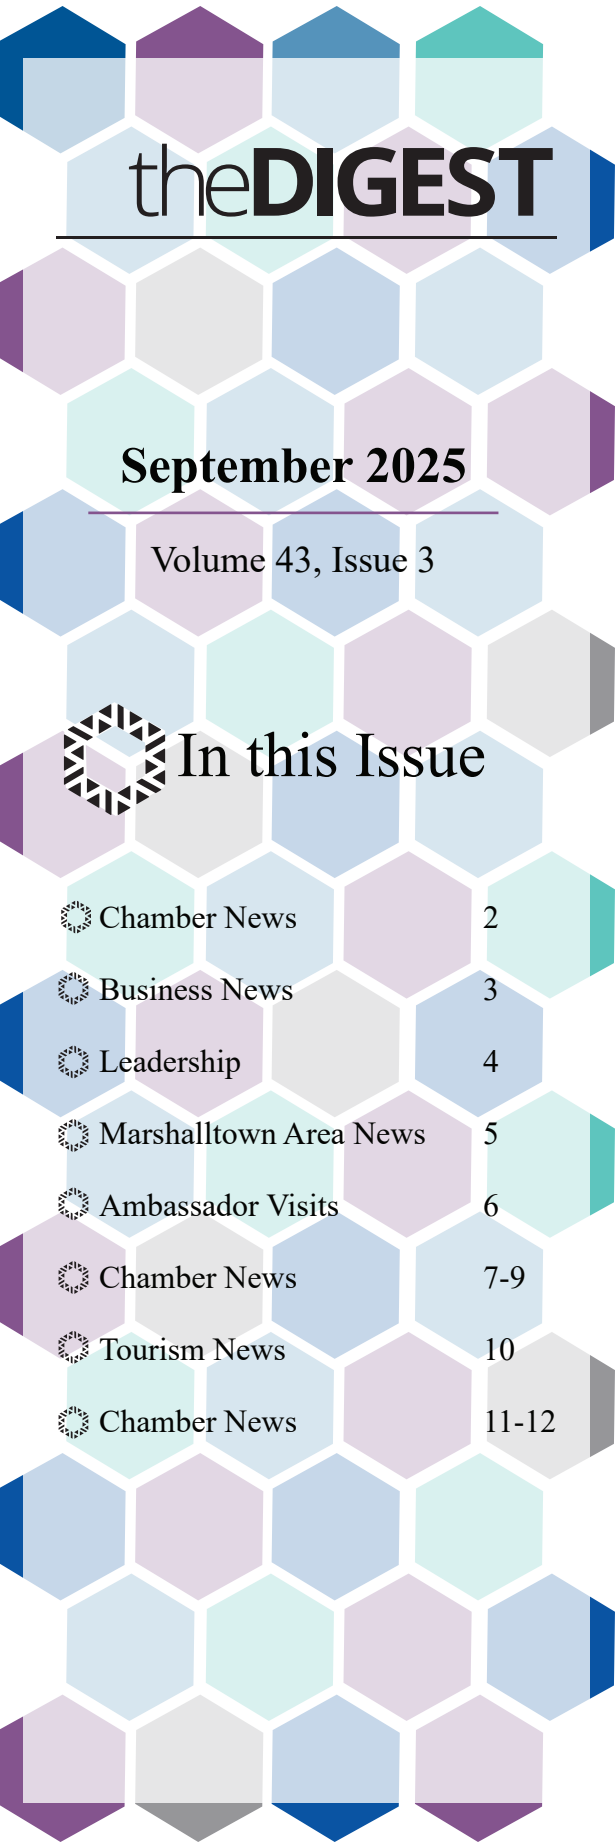 theDIGEST
September 2025
Volume 43, Issue 3
In this Issue
Chamber News 2
Business News 3
Leadership 4
Marshalltown Area News 5
Ambassador Visits 6
Chamber News 7-9
Tourism News 10
Chamber News 11-12